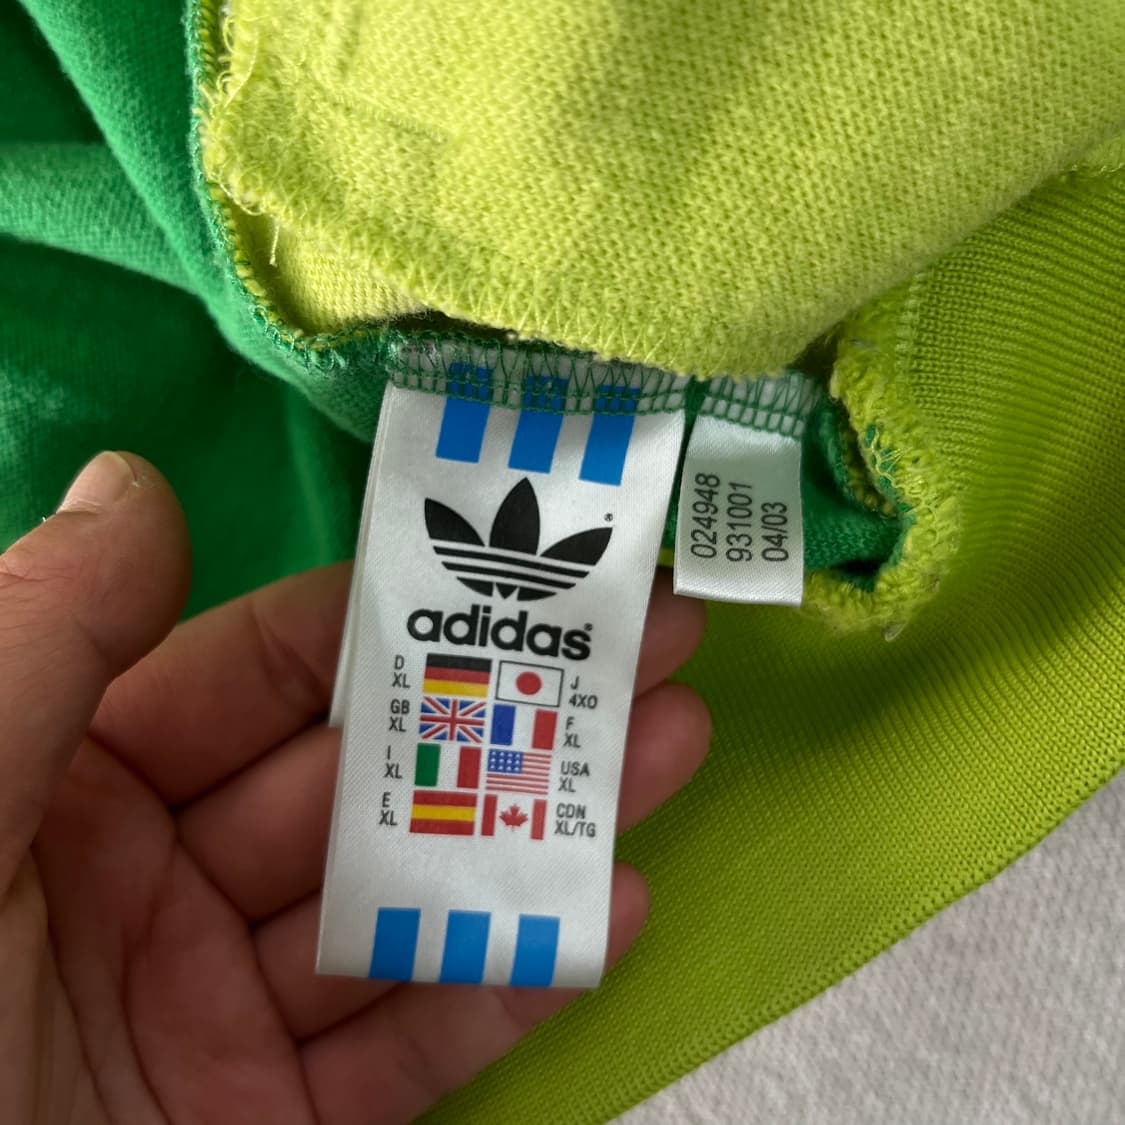 ®
adidas®
D
XL
J
4XO
GB
XL
F
XL
I
XL
USA
XL
E
XL
CDN
XL/TG
024948
931001
04/03